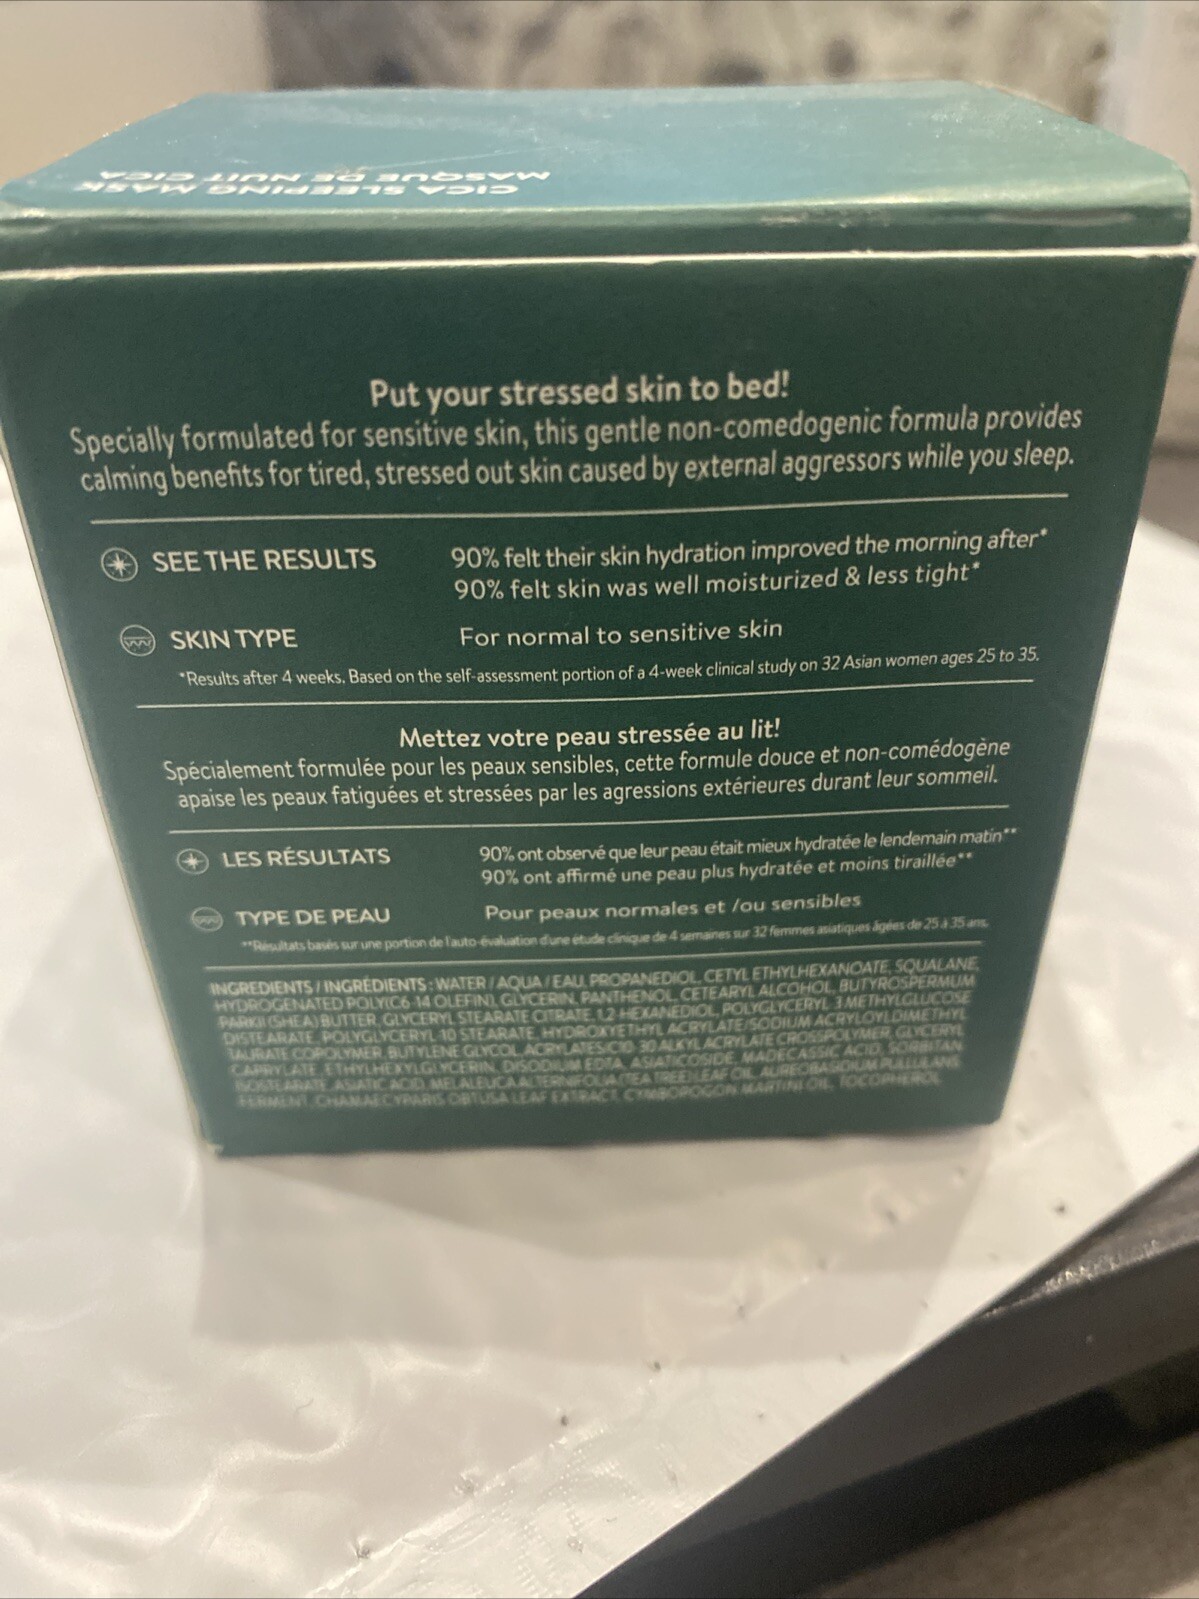 CICA SLEEPING MASK
MASQUE DE NUIT CICA
Put your stressed skin to bed!
Specially formulated for sensitive skin, this gentle non-comedogenic formula provides
calming benefits for tired, stressed out skin caused by external aggressors while you sleep.
SEE THE RESULTS
90% felt their skin hydration improved the morning after*
90% felt skin was well moisturized & less tight*
SKIN TYPE
For normal to sensitive skin
*Results after 4 weeks. Based on the self-assessment portion of a 4-week clinical study on 32 Asian women ages 25 to 35.
Mettez votre peau stressée au lit!
Spécialement formulée pour les peaux sensibles, cette formule douce et non-comédogène
apaise les peaux fatiguées et stressées par les agressions extérieures durant leur sommeil.
LES RÉSULTATS
90% ont observé que leur peau était mieux hydratée le lendemain matin**
90% ont affirmé une peau plus hydratée et moins tiraillée**
TYPE DE PEAU
Pour peaux normales et /ou sensibles
**Résultats basés sur une portion de l'auto-évaluation d'une étude clinique de 4 semaines sur 32 femmes asiatiques âgées de 25 à 35 ans.
INGREDIENTS / INGRÉDIENTS : WATER / AQUA / EAU, PROPANEDIOL, CETYL ETHYLHEXANOATE, SQUALANE,
HYDROGENATED POLY(C6-14 OLEFIN), GLYCERIN, PANTHENOL, CETEARYL ALCOHOL, BUTYROSPERMUM
PARKII (SHEA) BUTTER, GLYCERYL STEARATE CITRATE, 1,2-HEXANEDIOL, POLYGLYCERYL-3 METHYLGLUCOSE
DISTEARATE, POLYGLYCERYL-10 STEARATE, HYDROXYETHYL ACRYLATE/SODIUM ACRYLOYLDIMETHYL
TAURATE COPOLYMER, BUTYLENE GLYCOL, ACRYLATES/C10-30 ALKYL ACRYLATE CROSSPOLYMER, GLYCERYL
CAPRYLATE, ETHYLHEXYLGLYCERIN, DISODIUM EDTA, ASIATICOSIDE, MADECASSIC ACID, SORBITAN
ISOSTEARATE, ASIATIC ACID, MELALEUCA ALTERNIFOLIA (TEA TREE) LEAF OIL, AUREOBASIDIUM PULLULANS
FERMENT, CHAMAECYPARIS OBTUSA LEAF EXTRACT, CYMBOPOGON MARTINI OIL, TOCOPHEROL